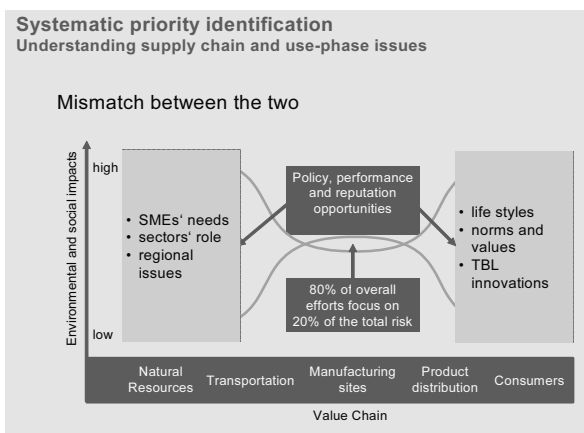 Systematic priority identification
Understanding supply chain and use-phase issues
Mismatch between the two
Environmental and social impacts
high
low
• SMEs‘ needs
• sectors‘ role
• regional
issues
Policy, performance
and reputation
opportunities
80% of overall
efforts focus on
20% of the total risk
• life styles
• norms and
values
• TBL
innovations
Natural
Resources
Transportation
Manufacturing
sites
Product
distribution
Consumers
Value Chain